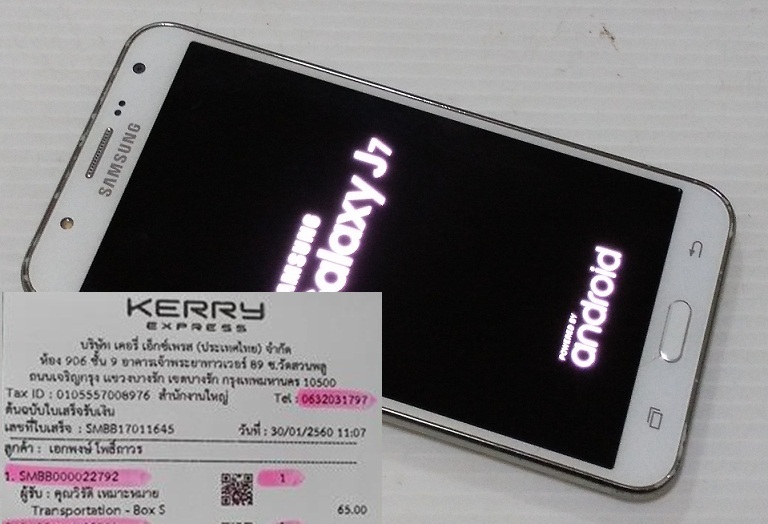 SAMSUNG
Galaxy J7
POWERED BY
android
KERRY
EXPRESS
บริษัท เคอรี่ เอ็กซ์เพรส (ประเทศไทย) จำกัด
ห้อง 906 ชั้น 9 อาคารเจ้าพระยาทาวเวอร์ 89 ซ.วัดสวนพลู
ถนนเจริญกรุง แขวงบางรัก เขตบางรัก กรุงเทพมหานคร 10500
Tax ID : 0105557008976 สำนักงานใหญ่ Tel : 0632031797
ต้นฉบับใบเสร็จรับเงิน
เลขที่ใบเสร็จ : SMBB17011645 วันที่ : 30/01/2560 11:07
ลูกค้า : เอกพงษ์ โพธิ์ถาวร
1. SMBB000022792 1
ผู้รับ : คุณวิรัติ เหมาะหมาย
Transportation - Box S 65.00